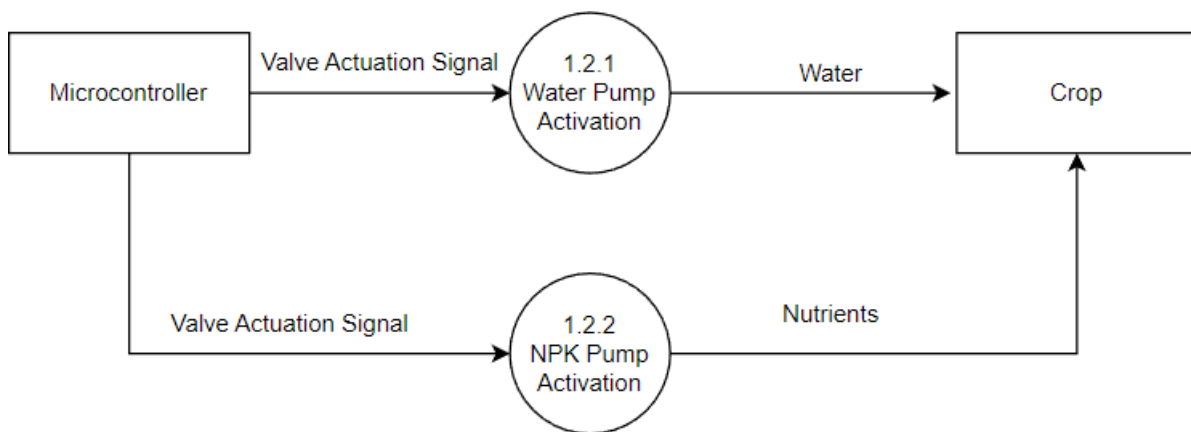 Microcontroller
Valve Actuation Signal
1.2.1
Water Pump
Activation
Water
Crop
Valve Actuation Signal
1.2.2
NPK Pump
Activation
Nutrients